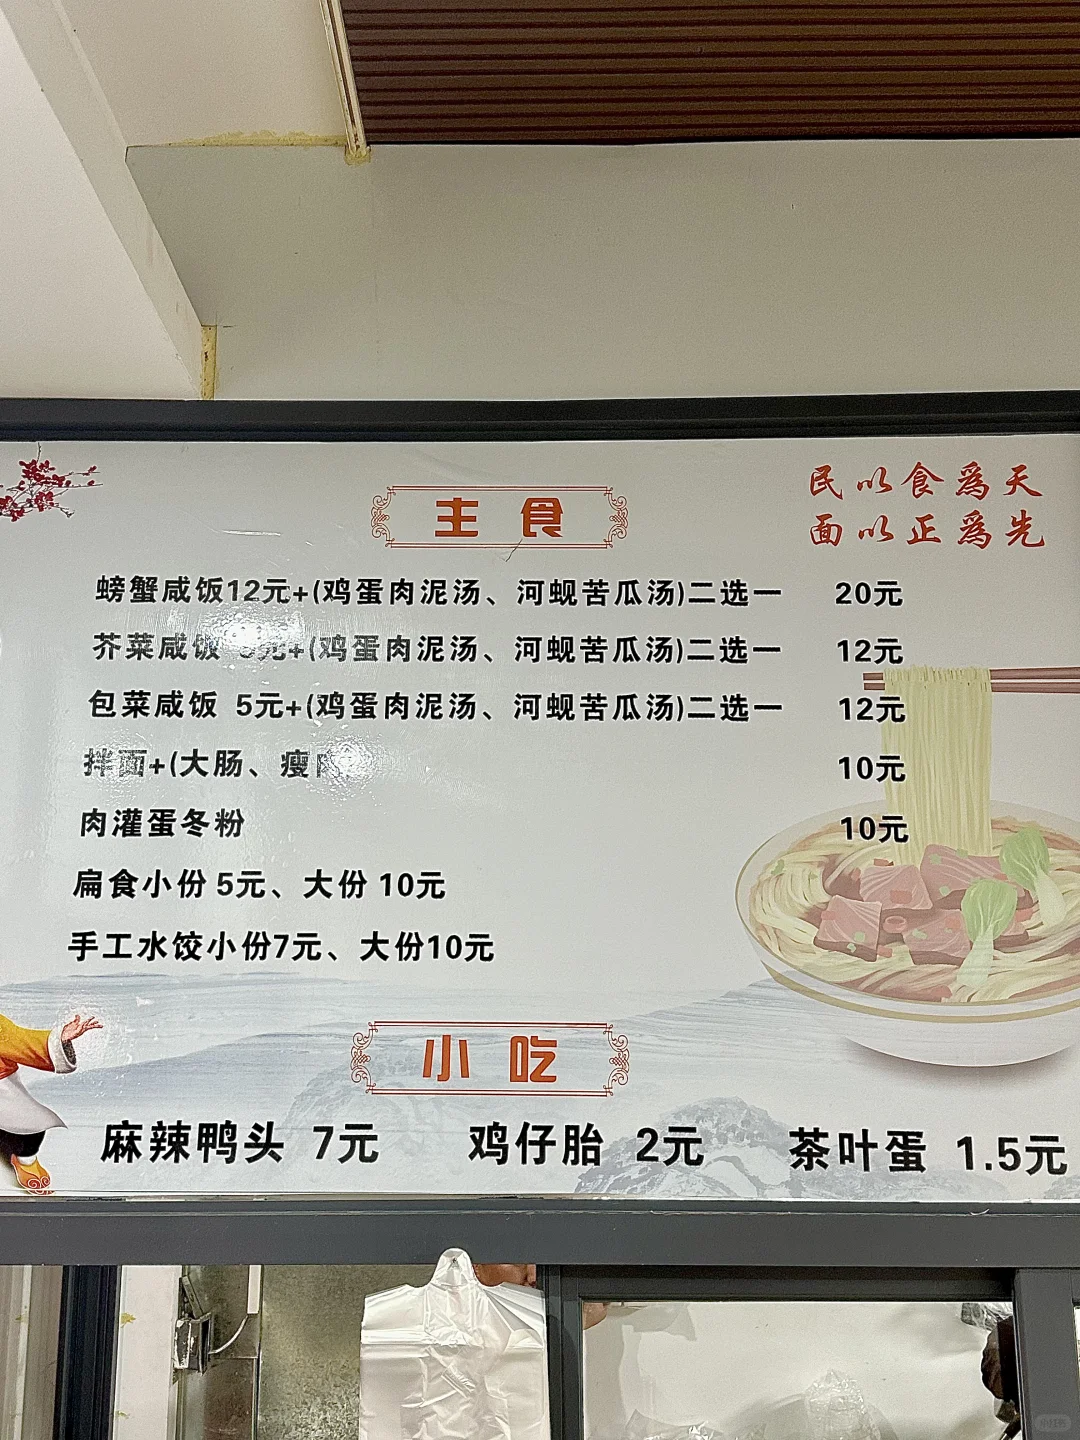 民以食為天
面以正為先
主食
螃蟹咸饭12元+(鸡蛋肉泥汤、河蚬苦瓜汤)二选一 20元
芥菜咸饭 元+(鸡蛋肉泥汤、河蚬苦瓜汤)二选一 12元
包菜咸饭 5元+(鸡蛋肉泥汤、河蚬苦瓜汤)二选一 12元
拌面+(大肠、瘦肉 10元
肉灌蛋冬粉 10元
扁食小份 5元、大份 10元
手工水饺小份7元、大份10元
小吃
麻辣鸭头 7元 鸡仔胎 2元 茶叶蛋 1.5元
小红书